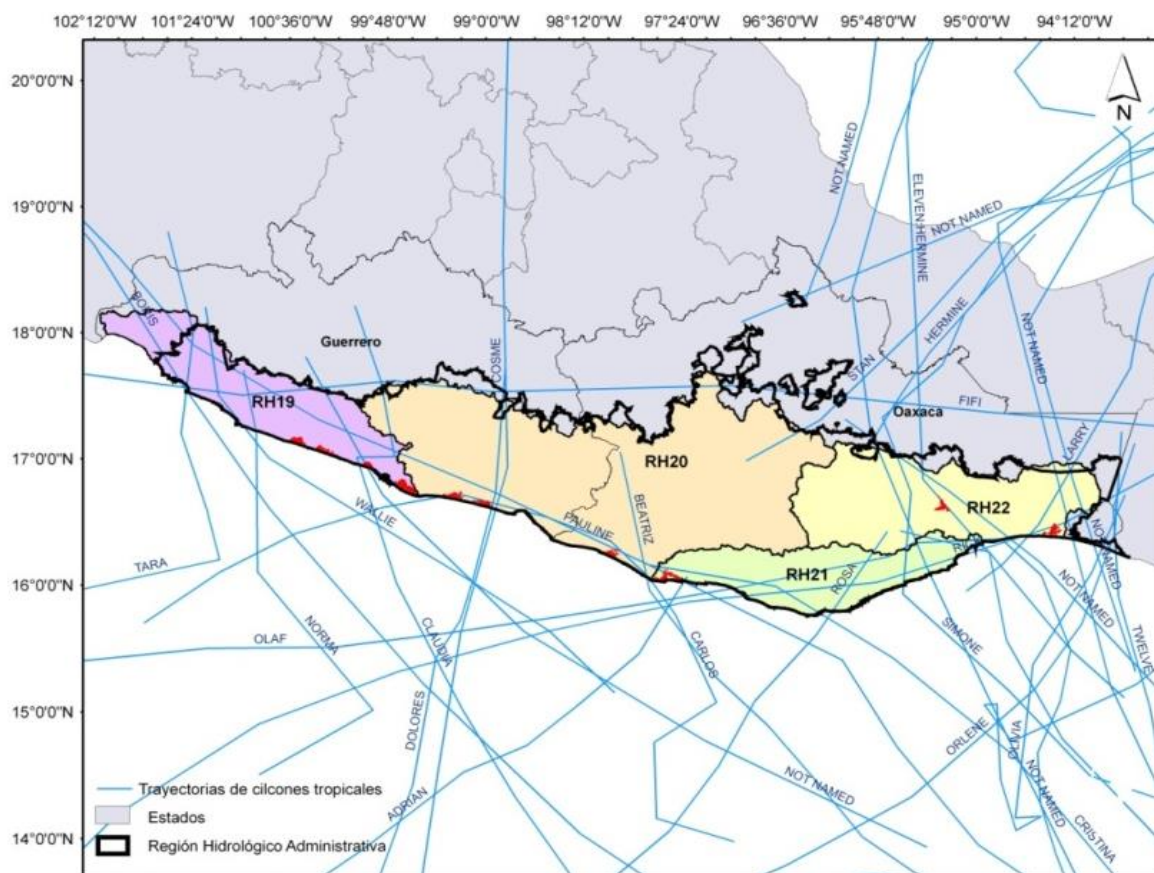 102°12'0"W 101°24'0"W 100°36'0"W 99°48'0"W 99°0'0"W 98°12'0"W 97°24'0"W 96°36'0"W 95°48'0"W 95°0'0"W 94°12'0"W
20°0'0"N
N
NOT NAMED
19°0'0"N
ELEVEN:HERMINE
NOT NAMED
BORIS
18°0'0"N
Guerrero
COSME
HERMINE
NOT NAMED
STAN
RH19
FIFI
Oaxaca
17°0'0"N
RH20
LARRY
RH22
WALLIE
PAULINE
BEATRIZ
NOT NAMED
16°0'0"N
TARA
RH21
ROSA
NOT NAMED
OLAF
NORMA
CLAUDIA
CARLOS
SIMONE
TWELVE
15°0'0"N
DOLORES
ORLENE
OLIVIA
Trayectorias de cilcones tropicales
ADRIAN
NOT NAMED
NOT NAMED
Estados
CRISTINA
14°0'0"N
Región Hidrológico Administrativa